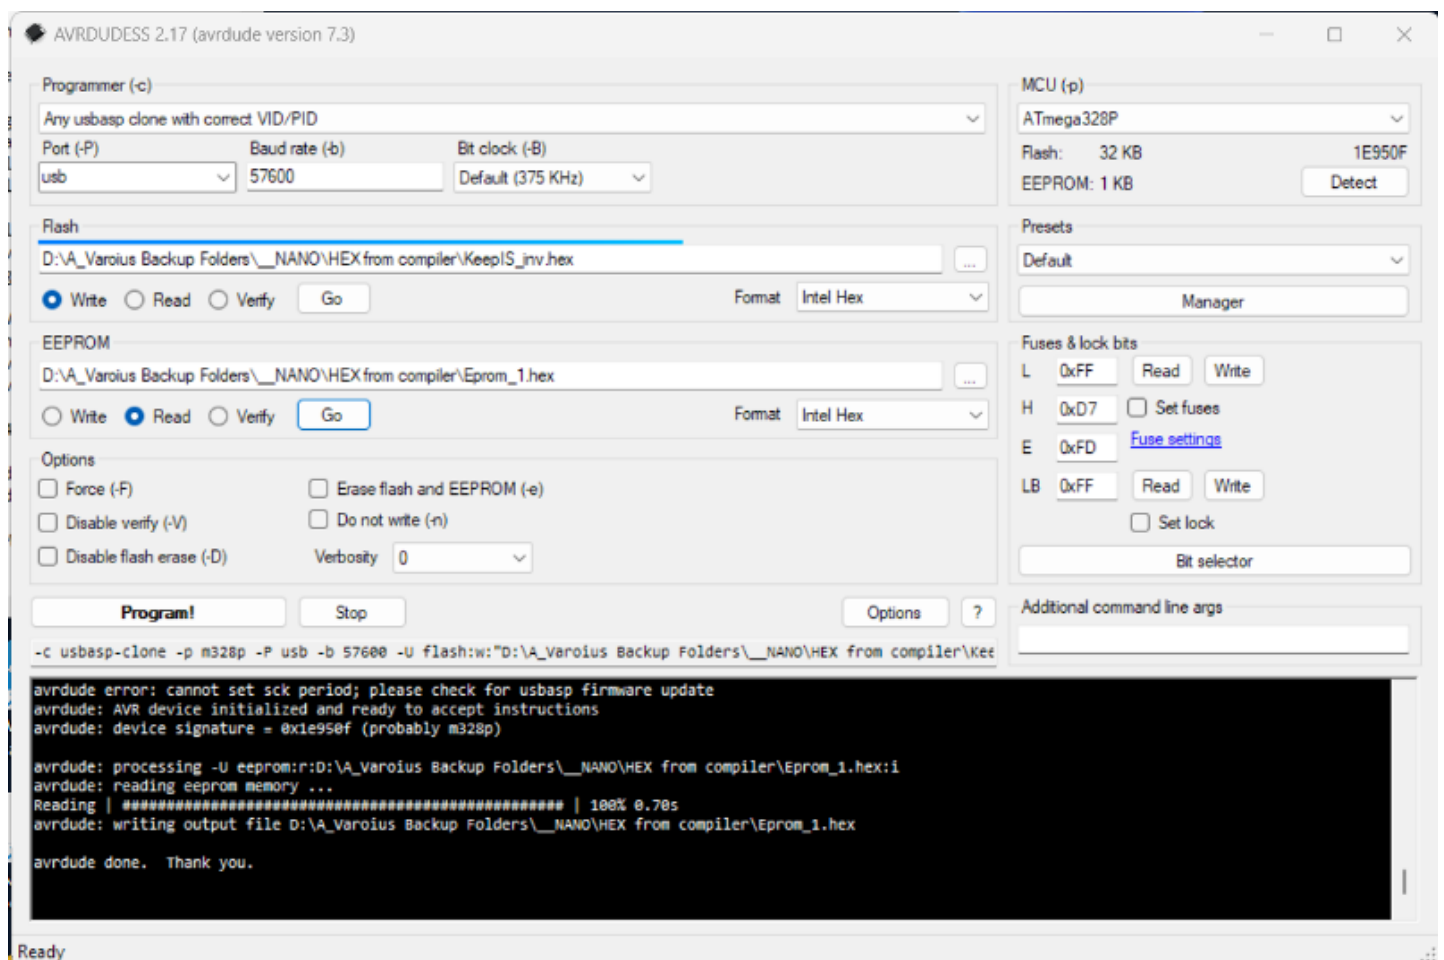 AVRDUDESS 2.17 (avrdude version 7.3)
Programmer (-c)
Any usbasp clone with correct VID/PID
Port (-P) Baud rate (-b) Bit clock (-B)
usb 57600 Default (375 KHz)
MCU (-p)
ATmega328P
Flash: 32 KB 1E950F
EEPROM: 1 KB Detect
Flash
D:\A_Varoius Backup Folders\__NANO\HEX from compiler\KeepIS_inv.hex ...
Write Read Verify Go Format Intel Hex
Presets
Default
Manager
EEPROM
D:\A_Varoius Backup Folders\__NANO\HEX from compiler\Eprom_1.hex ...
Write Read Verify Go Format Intel Hex
Fuses & lock bits
L 0xFF Read Write
H 0xD7 Set fuses
E 0xFD Fuse settings
LB 0xFF Read Write
Set lock
Bit selector
Options
Force (-F) Erase flash and EEPROM (-e)
Disable verify (-V) Do not write (-n)
Disable flash erase (-D) Verbosity 0
Program! Stop Options ?
Additional command line args
-c usbasp-clone -p m328p -P usb -b 57600 -U flash:w:"D:\A_Varoius Backup Folders\__NANO\HEX from compiler\Kee
avrdude error: cannot set sck period; please check for usbasp firmware update
avrdude: AVR device initialized and ready to accept instructions
avrdude: device signature = 0x1e950f (probably m328p)
avrdude: processing -U eeprom:r:D:\A_Varoius Backup Folders\__NANO\HEX from compiler\Eprom_1.hex:i
avrdude: reading eeprom memory ...
Reading | ################################################## | 100% 0.70s
avrdude: writing output file D:\A_Varoius Backup Folders\__NANO\HEX from compiler\Eprom_1.hex
avrdude done. Thank you.
Ready